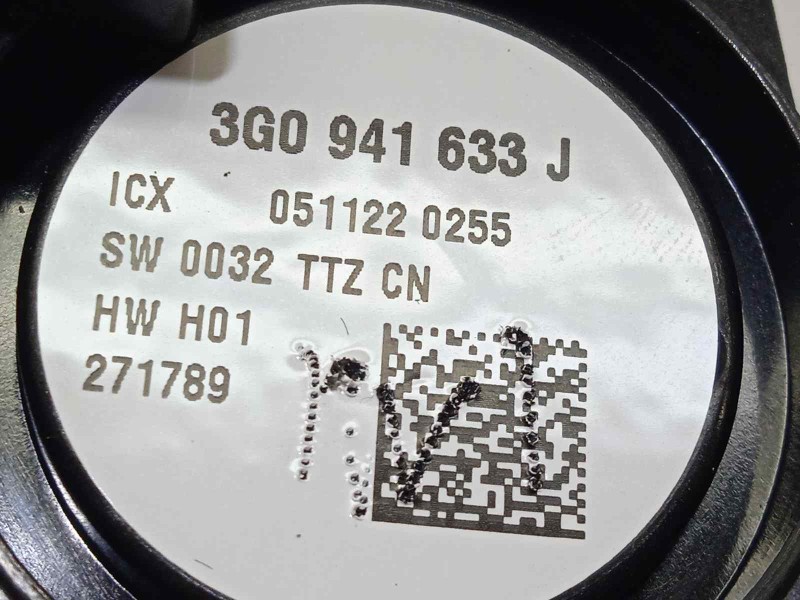 3G0 941 633 J
ICX 051122 0255
SW 0032 TTZ CN
HW H01
271789